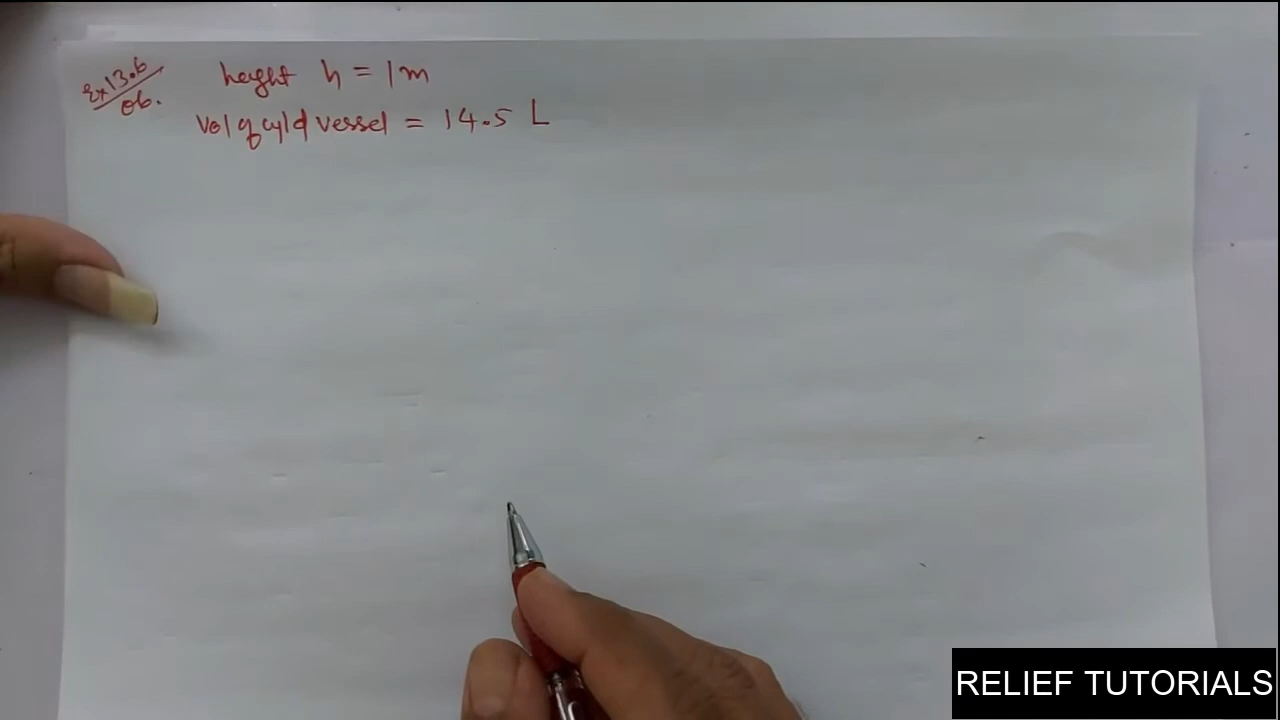 Ex 13.6
06.
height h = 1m
Vol of cyld vessel = 14.5 L
RELIEF TUTORIALS